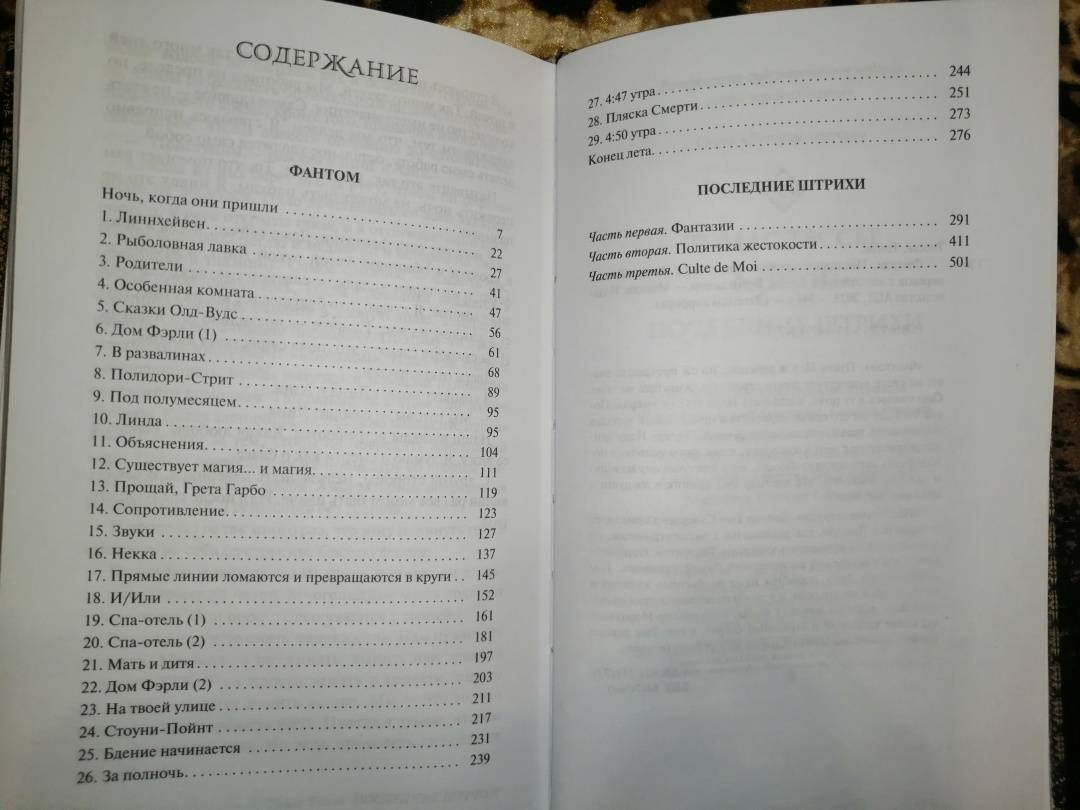 СОДЕРЖАНИЕ
ФАНТОМ
Ночь, когда они пришли . . . . . . . . . . . . . . . . . . . . 7
1. Линнхейвен. . . . . . . . . . . . . . . . . . . . . . . . . . . 22
2. Рыболовная лавка . . . . . . . . . . . . . . . . . . . . . . 27
3. Родители . . . . . . . . . . . . . . . . . . . . . . . . . . . . 41
4. Особенная комната . . . . . . . . . . . . . . . . . . . . . 47
5. Сказки Олд-Вудс . . . . . . . . . . . . . . . . . . . . . . . 56
6. Дом Фэрли (1) . . . . . . . . . . . . . . . . . . . . . . . . 61
7. В развалинах . . . . . . . . . . . . . . . . . . . . . . . . . 68
8. Полидори-Стрит . . . . . . . . . . . . . . . . . . . . . . . 89
9. Под полумесяцем . . . . . . . . . . . . . . . . . . . . . . 95
10. Линда . . . . . . . . . . . . . . . . . . . . . . . . . . . . . 95
11. Объяснения. . . . . . . . . . . . . . . . . . . . . . . . . . 104
12. Существует магия... и магия. . . . . . . . . . . . . . . 111
13. Прощай, Грета Гарбо . . . . . . . . . . . . . . . . . . . 119
14. Сопротивление. . . . . . . . . . . . . . . . . . . . . . . 123
15. Звуки . . . . . . . . . . . . . . . . . . . . . . . . . . . . . 127
16. Некка . . . . . . . . . . . . . . . . . . . . . . . . . . . . . 137
17. Прямые линии ломаются и превращаются в круги . . 145
18. И/Или . . . . . . . . . . . . . . . . . . . . . . . . . . . . . 152
19. Спа-отель (1) . . . . . . . . . . . . . . . . . . . . . . . . 161
20. Спа-отель (2) . . . . . . . . . . . . . . . . . . . . . . . . 181
21. Мать и дитя . . . . . . . . . . . . . . . . . . . . . . . . . 197
22. Дом Фэрли (2) . . . . . . . . . . . . . . . . . . . . . . . 203
23. На твоей улице . . . . . . . . . . . . . . . . . . . . . . . 211
24. Стоуни-Пойнт . . . . . . . . . . . . . . . . . . . . . . . . 217
25. Бдение начинается . . . . . . . . . . . . . . . . . . . . 231
26. За полночь. . . . . . . . . . . . . . . . . . . . . . . . . . 239
27. 4:47 утра . . . . . . . . . . . . . . . . . . . . . . . . . . . 244
28. Пляска Смерти . . . . . . . . . . . . . . . . . . . . . . . 251
29. 4:50 утра . . . . . . . . . . . . . . . . . . . . . . . . . . . 273
Конец лета. . . . . . . . . . . . . . . . . . . . . . . . . . . . 276
ПОСЛЕДНИЕ ШТРИХИ
Часть первая. Фантазии . . . . . . . . . . . . . . . . . . . 291
Часть вторая. Политика жестокости . . . . . . . . . . . . 411
Часть третья. Culte de Moi . . . . . . . . . . . . . . . . . 501